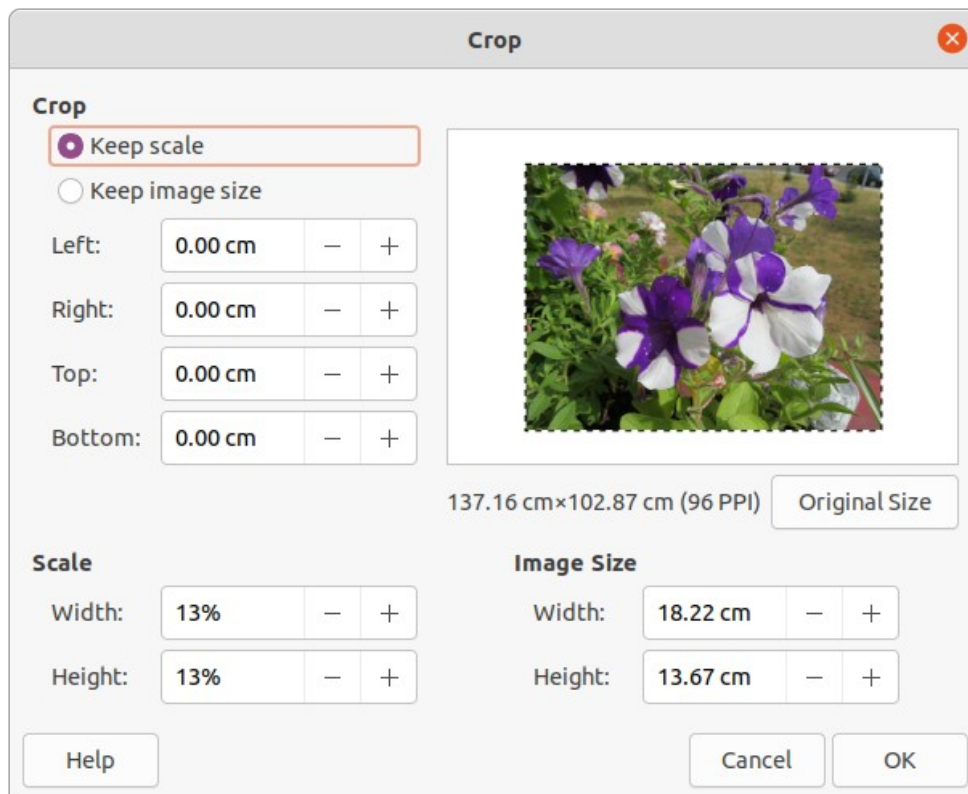 Crop
Crop
Keep scale
Keep image size
Left: 0.00 cm − +
Right: 0.00 cm − +
Top: 0.00 cm − +
Bottom: 0.00 cm − +
137.16 cm×102.87 cm (96 PPI) Original Size
Scale
Width: 13% − +
Height: 13% − +
Image Size
Width: 18.22 cm − +
Height: 13.67 cm − +
Help Cancel OK